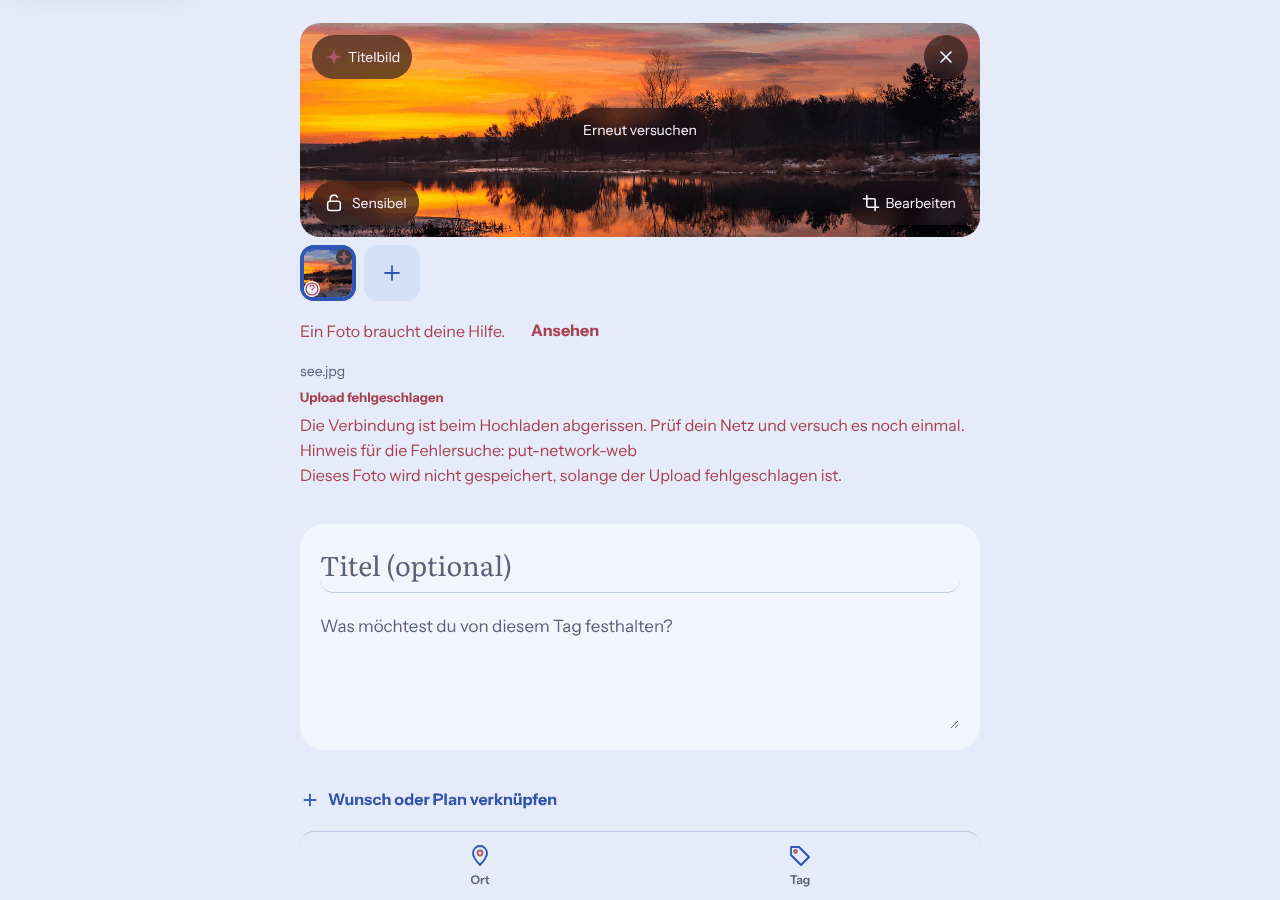 Titelbild
Erneut versuchen
Sensibel
Bearbeiten
Ein Foto braucht deine Hilfe.
Ansehen
see.jpg
Upload fehlgeschlagen
Die Verbindung ist beim Hochladen abgerissen. Prüf dein Netz und versuch es noch einmal.
Hinweis für die Fehlersuche: put-network-web
Dieses Foto wird nicht gespeichert, solange der Upload fehlgeschlagen ist.
Titel (optional)
Was möchtest du von diesem Tag festhalten?
Wunsch oder Plan verknüpfen
Ort
Tag